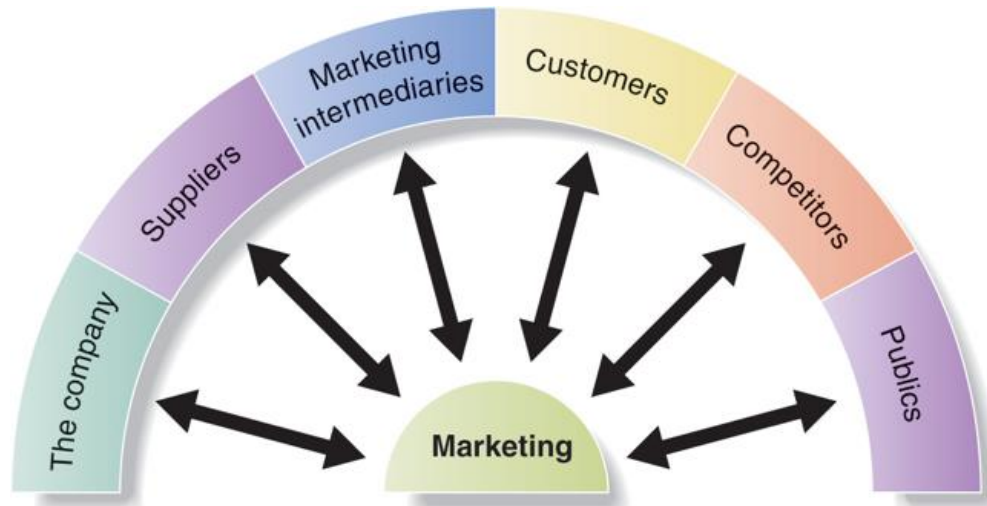 The company
Suppliers
Marketing
intermediaries
Customers
Competitors
Publics
Marketing